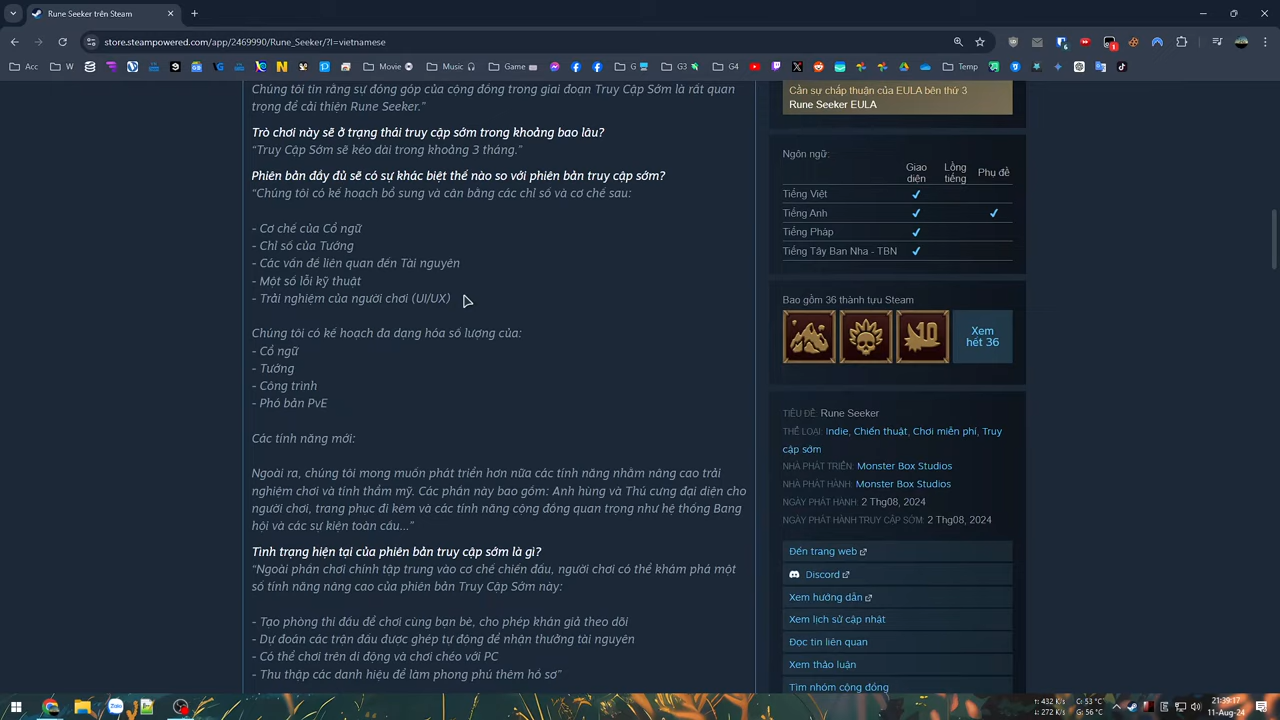 Rune Seeker trên Steam
store.steampowered.com/app/2469990/Rune_Seeker/?l=vietnamese
Acc
W
Movie
Music
Game
G
G3
G4
Temp
Chúng tôi tin rằng sự đóng góp của cộng đồng trong giai đoạn Truy Cập Sớm là rất quan
trọng để cải thiện Rune Seeker.”
Trò chơi này sẽ ở trạng thái truy cập sớm trong khoảng bao lâu?
“Truy Cập Sớm sẽ kéo dài trong khoảng 3 tháng.”
Phiên bản đầy đủ sẽ có sự khác biệt thế nào so với phiên bản truy cập sớm?
“Chúng tôi có kế hoạch bổ sung và cân bằng các chỉ số và cơ chế sau:
- Cơ chế của Cổ ngữ
- Chỉ số của Tướng
- Các vấn đề liên quan đến Tài nguyên
- Một số lỗi kỹ thuật
- Trải nghiệm của người chơi (UI/UX)
Chúng tôi có kế hoạch đa dạng hóa số lượng của:
- Cổ ngữ
- Tướng
- Công trình
- Phó bản PvE
Các tính năng mới:
Ngoài ra, chúng tôi mong muốn phát triển hơn nữa các tính năng nhằm nâng cao trải
nghiệm chơi và tính thẩm mỹ. Các phần này bao gồm: Anh hùng và Thú cưng đại diện cho
người chơi, trang phục đi kèm và các tính năng cộng đồng quan trọng như hệ thống Bang
hội và các sự kiện toàn cầu...”
Tình trạng hiện tại của phiên bản truy cập sớm là gì?
“Ngoài phần chơi chính tập trung vào cơ chế chiến đấu, người chơi có thể khám phá một
số tính năng nâng cao của phiên bản Truy Cập Sớm này:
- Tạo phòng thi đấu để chơi cùng bạn bè, cho phép khán giả theo dõi
- Dự đoán các trận đấu được ghép tự động để nhận thưởng tài nguyên
- Có thể chơi trên di động và chơi chéo với PC
- Thu thập các danh hiệu để làm phong phú thêm hồ sơ”
Cần sự chấp thuận của EULA bên thứ 3
Rune Seeker EULA
Ngôn ngữ:
Giao diện Lồng tiếng Phụ đề
Tiếng Việt ✔
Tiếng Anh ✔ ✔
Tiếng Pháp ✔
Tiếng Tây Ban Nha - TBN ✔
Bao gồm 36 thành tựu Steam
10
Xem
hết 36
TIÊU ĐỀ: Rune Seeker
THỂ LOẠI: Indie, Chiến thuật, Chơi miễn phí, Truy
cập sớm
NHÀ PHÁT TRIỂN: Monster Box Studios
NHÀ PHÁT HÀNH: Monster Box Studios
NGÀY PHÁT HÀNH: 2 Thg08, 2024
NGÀY PHÁT HÀNH TRUY CẬP SỚM: 2 Thg08, 2024
Đến trang web
Discord
Xem hướng dẫn
Xem lịch sử cập nhật
Đọc tin liên quan
Xem thảo luận
Tìm nhóm cộng đồng
Zalo
↑: 432 K/s
↓: 272 K/s
C: 53 °C
G: 56 °C
21:39:17
11-Aug-24